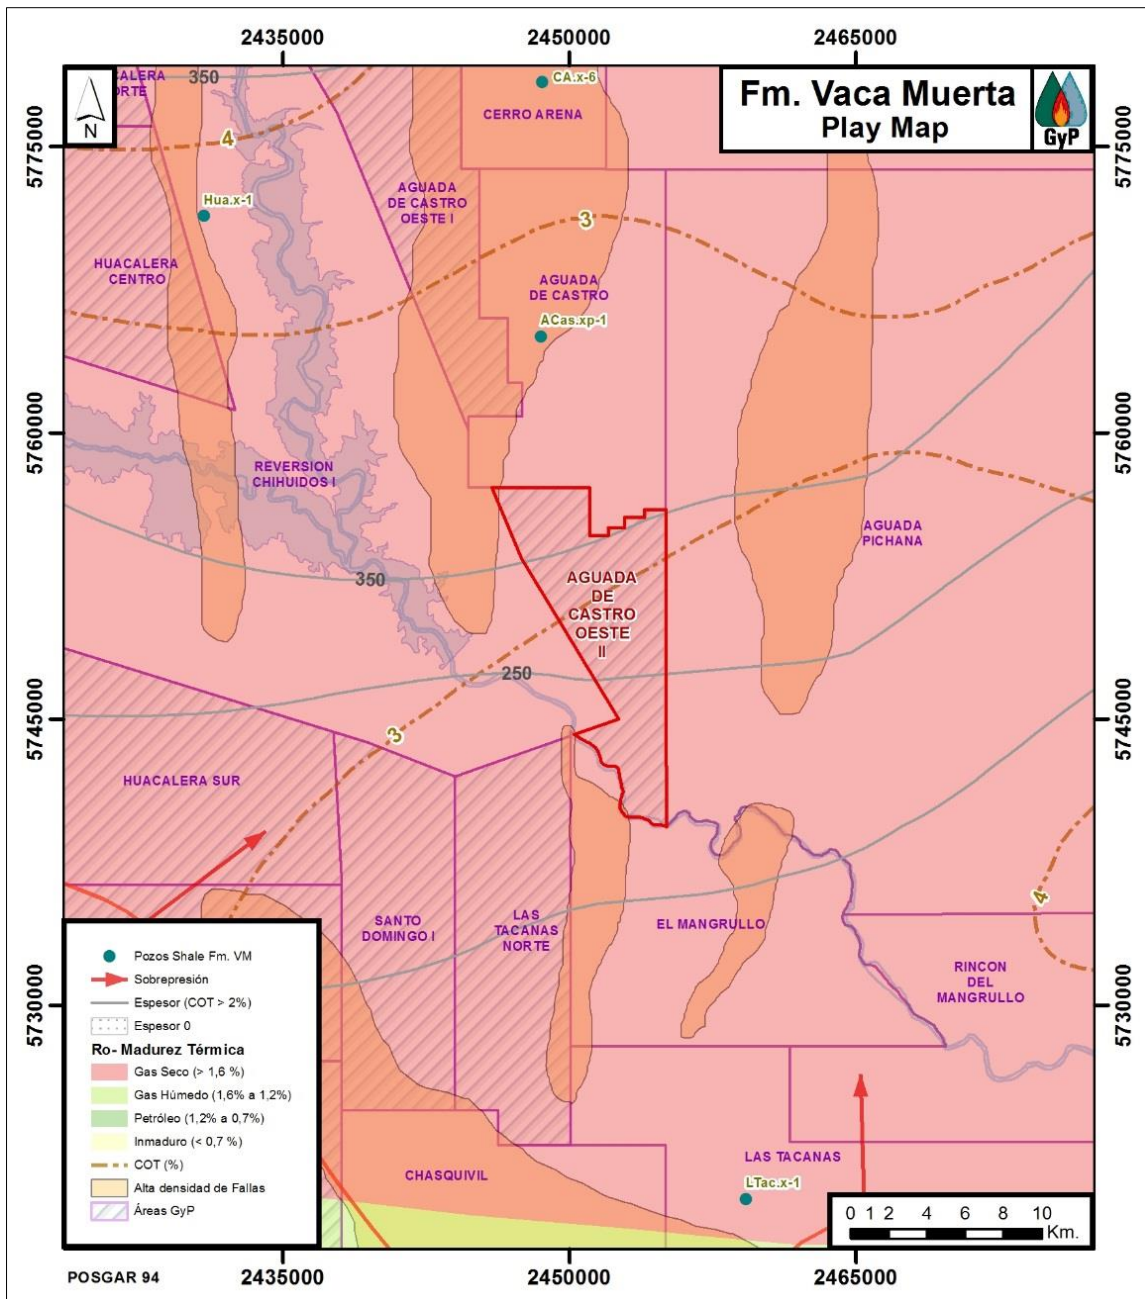 2435000
2450000
2465000
Fm. Vaca Muerta
Play Map
GyP
N
5775000
5760000
5745000
5730000
5775000
5760000
5745000
5730000
350
CA.x-6
CERRO ARENA
4
Hua.x-1
AGUADA
DE CASTRO
OESTE I
3
HUACALERA
CENTRO
AGUADA
DE CASTRO
ACas.xp-1
REVERSION
CHIHUIDOS I
AGUADA
PICHANA
350
AGUADA
DE
CASTRO
OESTE
II
250
3
HUACALERA SUR
4
SANTO
DOMINGO I
LAS
TACANAS
NORTE
EL MANGRULLO
RINCON
DEL
MANGRULLO
CHASQUIVIL
LAS TACANAS
LTac.x-1
Pozos Shale Fm. VM
Sobrepresión
Espesor (COT > 2%)
Espesor 0
Ro- Madurez Térmica
Gas Seco (> 1,6 %)
Gas Húmedo (1,6% a 1,2%)
Petróleo (1,2% a 0,7%)
Inmaduro (< 0,7 %)
COT (%)
Alta densidad de Fallas
Áreas GyP
0 1 2 4 6 8 10
Km.
POSGAR 94
2435000
2450000
2465000